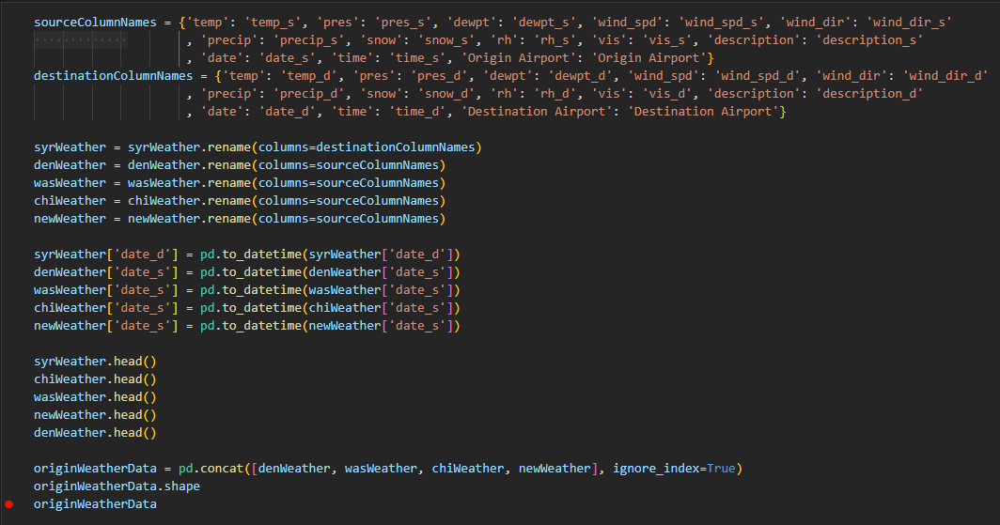 sourceColumnNames = {'temp': 'temp_s', 'pres': 'pres_s', 'dewpt': 'dewpt_s', 'wind_spd': 'wind_spd_s', 'wind_dir': 'wind_dir_s'
, 'precip': 'precip_s', 'snow': 'snow_s', 'rh': 'rh_s', 'vis': 'vis_s', 'description': 'description_s'
, 'date': 'date_s', 'time': 'time_s', 'Origin Airport': 'Origin Airport'}
destinationColumnNames = {'temp': 'temp_d', 'pres': 'pres_d', 'dewpt': 'dewpt_d', 'wind_spd': 'wind_spd_d', 'wind_dir': 'wind_dir_d'
, 'precip': 'precip_d', 'snow': 'snow_d', 'rh': 'rh_d', 'vis': 'vis_d', 'description': 'description_d'
, 'date': 'date_d', 'time': 'time_d', 'Destination Airport': 'Destination Airport'}
syrWeather = syrWeather.rename(columns=destinationColumnNames)
denWeather = denWeather.rename(columns=sourceColumnNames)
wasWeather = wasWeather.rename(columns=sourceColumnNames)
chiWeather = chiWeather.rename(columns=sourceColumnNames)
newWeather = newWeather.rename(columns=sourceColumnNames)
syrWeather['date_d'] = pd.to_datetime(syrWeather['date_d'])
denWeather['date_s'] = pd.to_datetime(denWeather['date_s'])
wasWeather['date_s'] = pd.to_datetime(wasWeather['date_s'])
chiWeather['date_s'] = pd.to_datetime(chiWeather['date_s'])
newWeather['date_s'] = pd.to_datetime(newWeather['date_s'])
syrWeather.head()
chiWeather.head()
wasWeather.head()
newWeather.head()
denWeather.head()
originWeatherData = pd.concat([denWeather, wasWeather, chiWeather, newWeather], ignore_index=True)
originWeatherData.shape
originWeatherData